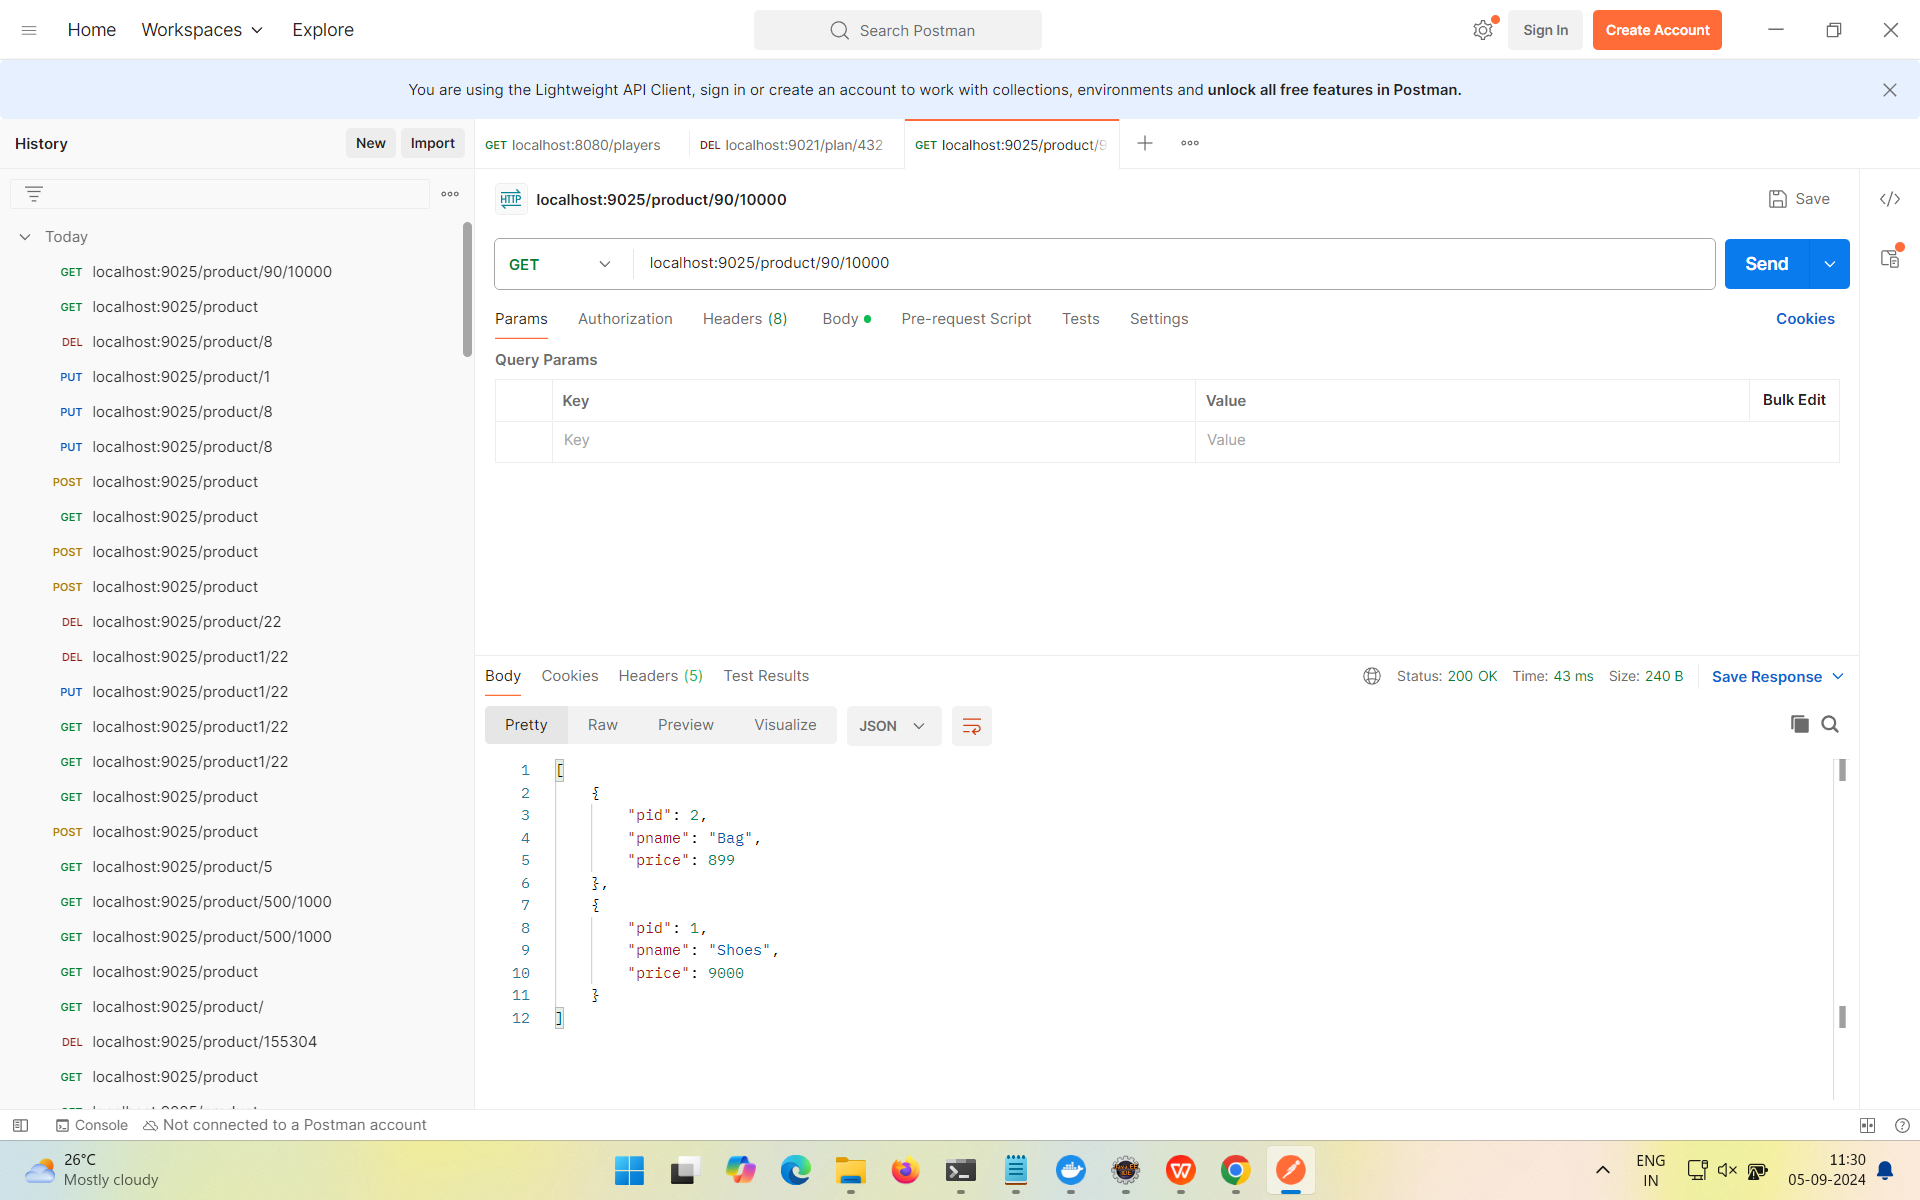 Home Workspaces Explore Search Postman Sign In Create Account
You are using the Lightweight API Client, sign in or create an account to work with collections, environments and unlock all free features in Postman.
History New Import
GET localhost:8080/players DEL localhost:9021/plan/432 GET localhost:9025/product/9
HTTP localhost:9025/product/90/10000 Save
Today
GET localhost:9025/product/90/10000
GET localhost:9025/product
DEL localhost:9025/product/8
PUT localhost:9025/product/1
PUT localhost:9025/product/8
PUT localhost:9025/product/8
POST localhost:9025/product
GET localhost:9025/product
POST localhost:9025/product
POST localhost:9025/product
DEL localhost:9025/product/22
DEL localhost:9025/product1/22
PUT localhost:9025/product1/22
GET localhost:9025/product1/22
GET localhost:9025/product1/22
GET localhost:9025/product
POST localhost:9025/product
GET localhost:9025/product/5
GET localhost:9025/product/500/1000
GET localhost:9025/product/500/1000
GET localhost:9025/product
GET localhost:9025/product/
DEL localhost:9025/product/155304
GET localhost:9025/product
GET localhost:9025/product/90/10000 Send
Params Authorization Headers (8) Body Pre-request Script Tests Settings Cookies
Query Params
Key Value Bulk Edit
Key Value
Body Cookies Headers (5) Test Results Status: 200 OK Time: 43 ms Size: 240 B Save Response
Pretty Raw Preview Visualize JSON
1 [
2 {
3 "pid": 2,
4 "pname": "Bag",
5 "price": 899
6 },
7 {
8 "pid": 1,
9 "pname": "Shoes",
10 "price": 9000
11 }
12 ]
Console Not connected to a Postman account
26°C
Mostly cloudy
ENG
IN
11:30
05-09-2024